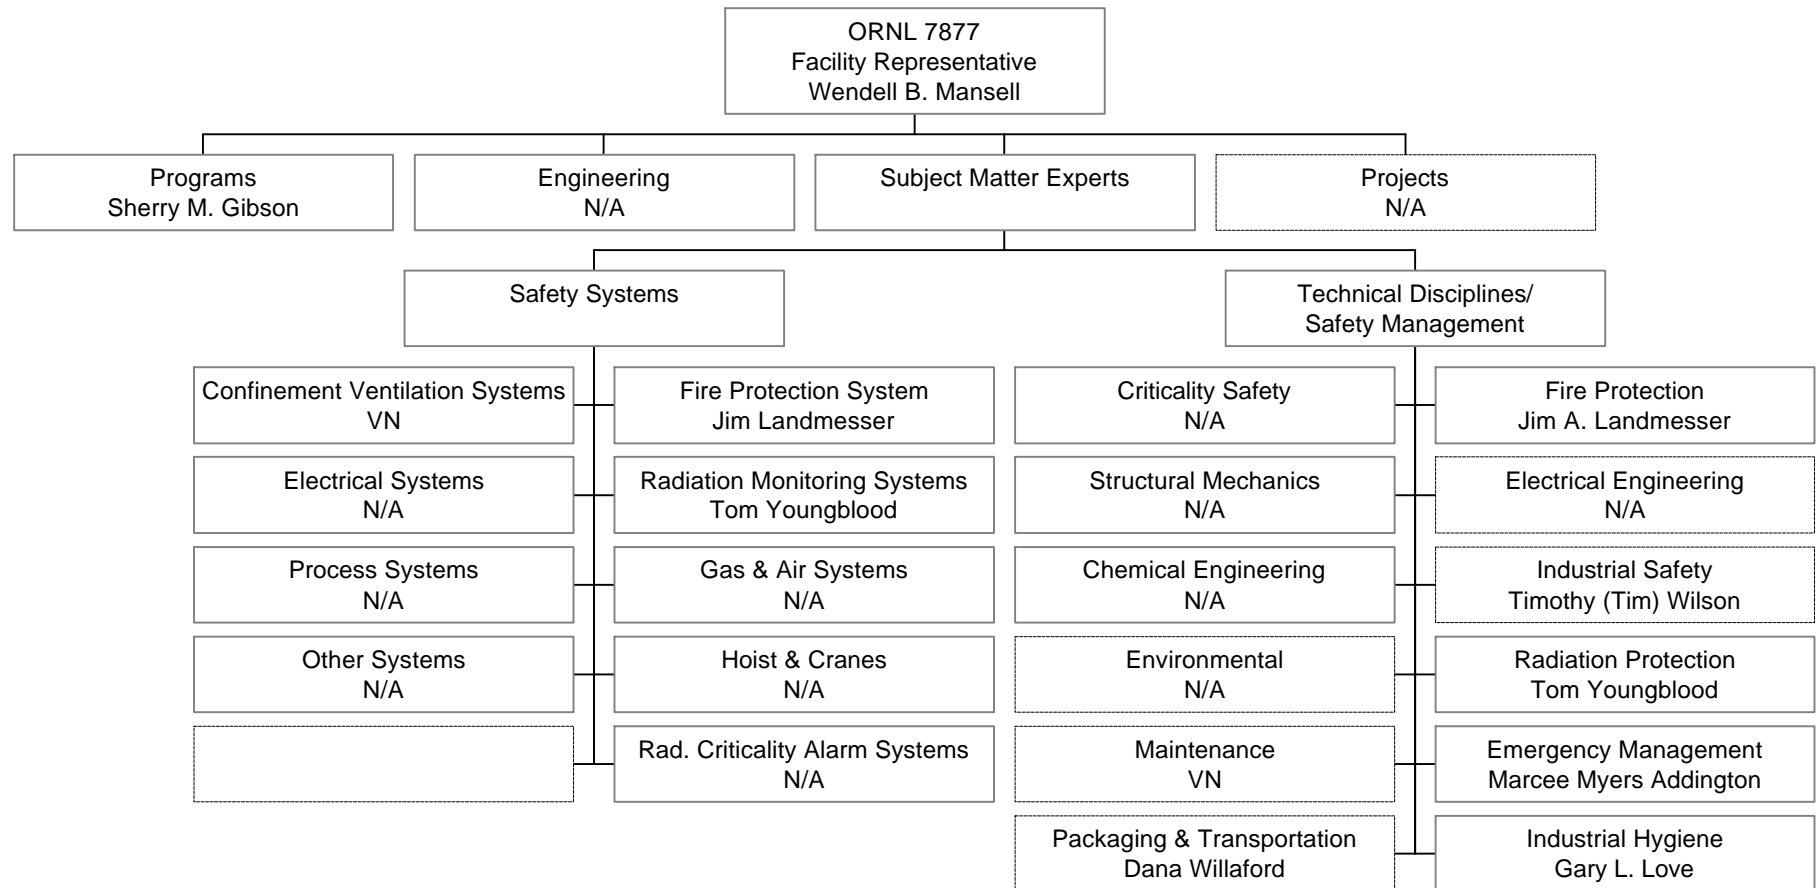 ORNL 7877
Facility Representative
Wendell B. Mansell
Programs
Sherry M. Gibson
Engineering
N/A
Subject Matter Experts
Projects
N/A
Safety Systems
Technical Disciplines/
Safety Management
Confinement Ventilation Systems
VN
Fire Protection System
Jim Landmesser
Criticality Safety
N/A
Fire Protection
Jim A. Landmesser
Electrical Systems
N/A
Radiation Monitoring Systems
Tom Youngblood
Structural Mechanics
N/A
Electrical Engineering
N/A
Process Systems
N/A
Gas & Air Systems
N/A
Chemical Engineering
N/A
Industrial Safety
Timothy (Tim) Wilson
Other Systems
N/A
Hoist & Cranes
N/A
Environmental
N/A
Radiation Protection
Tom Youngblood
Rad. Criticality Alarm Systems
N/A
Maintenance
VN
Emergency Management
Marcee Myers Addington
Packaging & Transportation
Dana Willaford
Industrial Hygiene
Gary L. Love